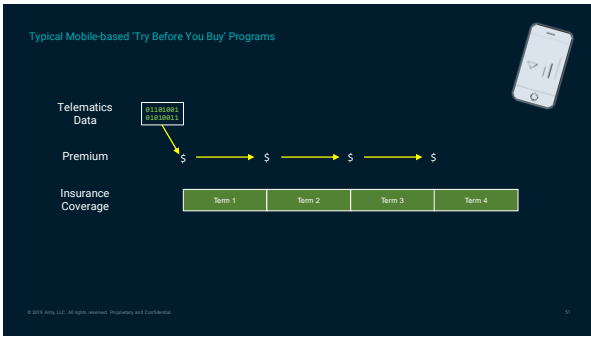 Typical Mobile-based 'Try Before You Buy' Programs
Telematics
Data
01101001
01010011
Premium
$ $ $ $
Insurance
Coverage
Term 1 Term 2 Term 3 Term 4
© 2019 Arity, LLC. All rights reserved. Proprietary and Confidential. 51